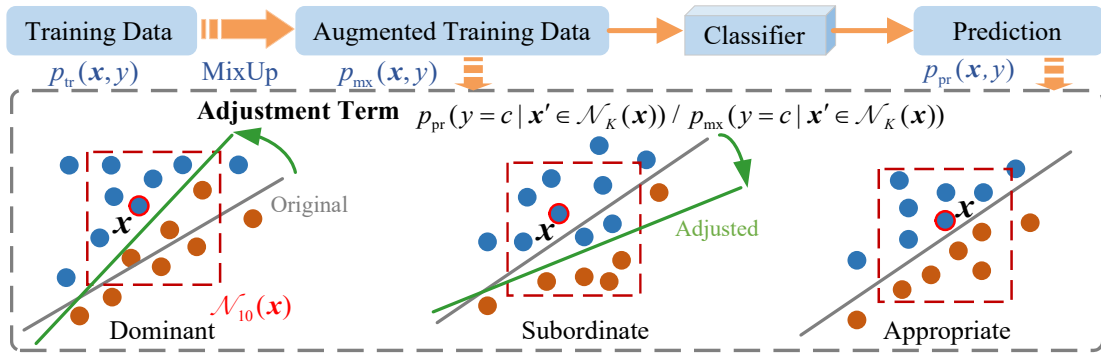 Training Data
Augmented Training Data
Classifier
Prediction
p_tr(x, y)
MixUp
p_mx(x, y)
p_pr(x, y)
Adjustment Term p_pr(y = c | x′ ∈ 𝒩_K(x)) / p_mx(y = c | x′ ∈ 𝒩_K(x))
Original
x
x
x
Adjusted
𝒩_10(x)
Dominant
Subordinate
Appropriate